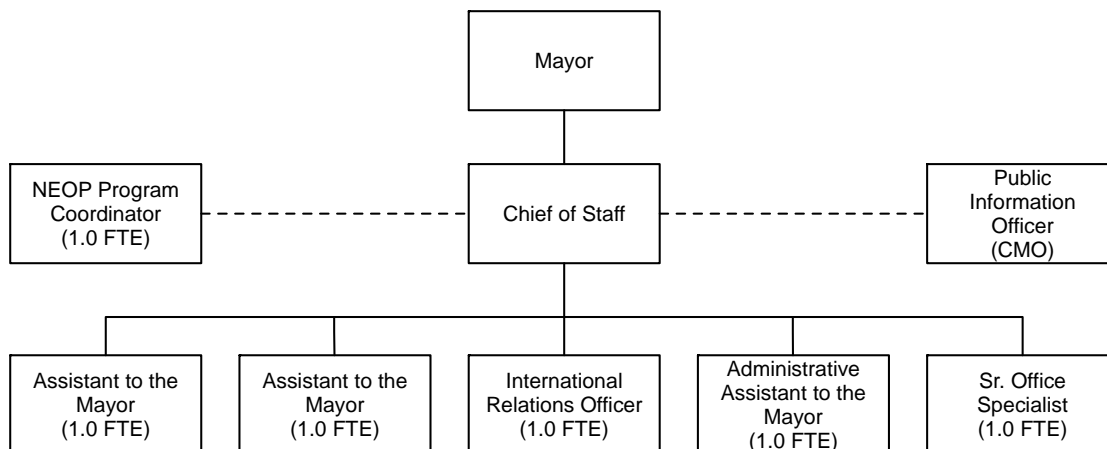 Mayor
NEOP Program
Coordinator
(1.0 FTE)
Chief of Staff
Public
Information
Officer
(CMO)
Assistant to the
Mayor
(1.0 FTE)
Assistant to the
Mayor
(1.0 FTE)
International
Relations Officer
(1.0 FTE)
Administrative
Assistant to the
Mayor
(1.0 FTE)
Sr. Office
Specialist
(1.0 FTE)